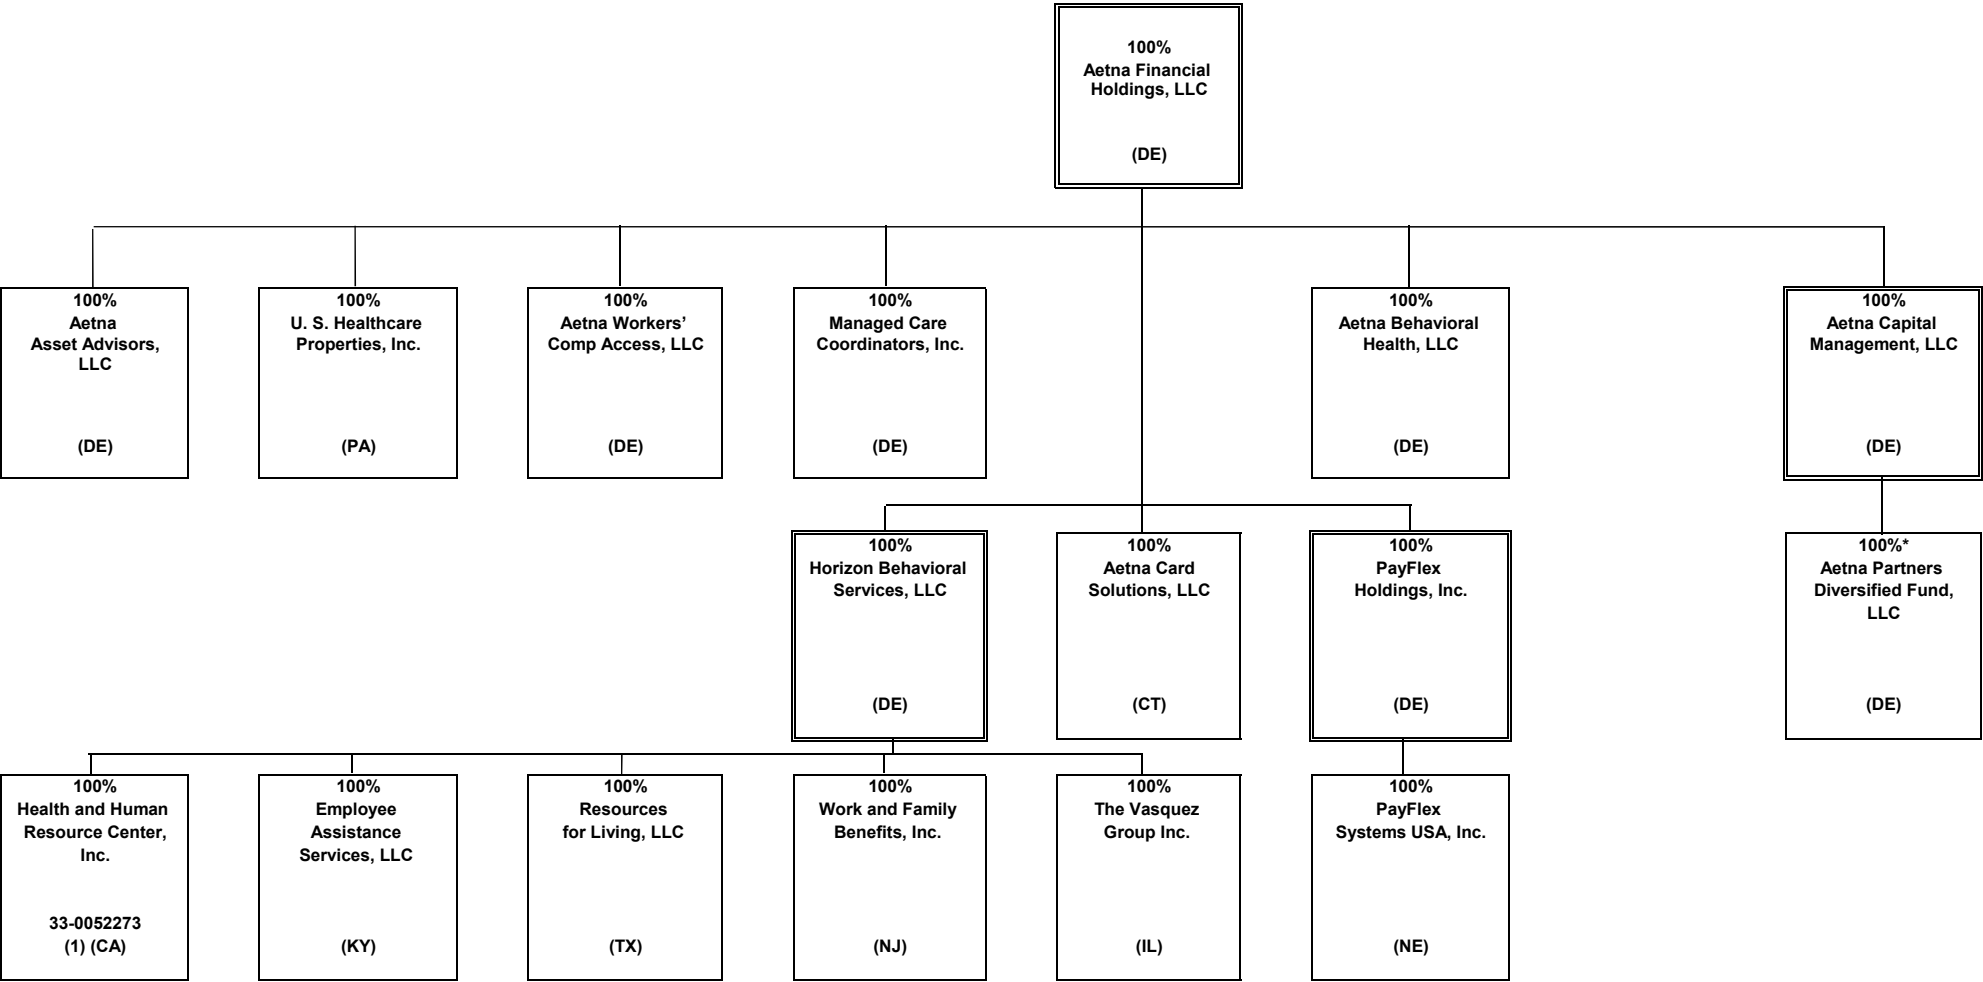 100%
Aetna Financial
Holdings, LLC
(DE)
100%
Aetna
Asset Advisors,
LLC
(DE)
100%
U. S. Healthcare
Properties, Inc.
(PA)
100%
Aetna Workers’
Comp Access, LLC
(DE)
100%
Managed Care
Coordinators, Inc.
(DE)
100%
Aetna Behavioral
Health, LLC
(DE)
100%
Aetna Capital
Management, LLC
(DE)
100%
Horizon Behavioral
Services, LLC
(DE)
100%
Aetna Card
Solutions, LLC
(CT)
100%
PayFlex
Holdings, Inc.
(DE)
100%*
Aetna Partners
Diversified Fund,
LLC
(DE)
100%
Health and Human
Resource Center,
Inc.
33-0052273
(1) (CA)
100%
Employee
Assistance
Services, LLC
(KY)
100%
Resources
for Living, LLC
(TX)
100%
Work and Family
Benefits, Inc.
(NJ)
100%
The Vasquez
Group Inc.
(IL)
100%
PayFlex
Systems USA, Inc.
(NE)